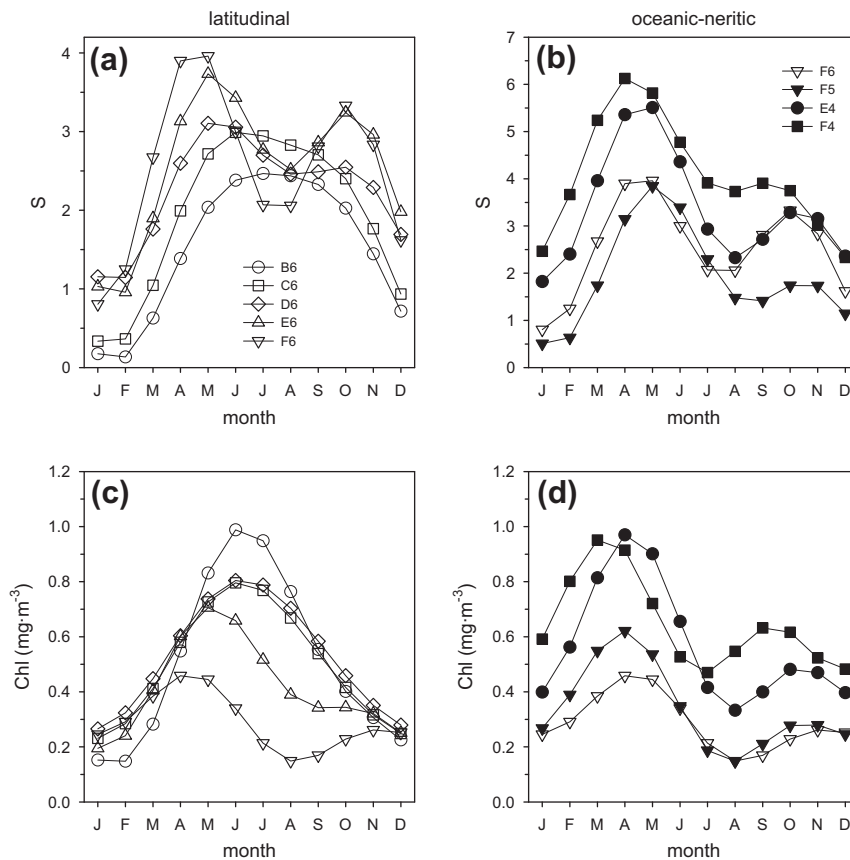 latitudinal
oceanic-neritic
(a)
S
4
3
2
1
0
B6
C6
D6
E6
F6
J F M A M J J A S O N D
month
(b)
S
7
6
5
4
3
2
1
0
F6
F5
E4
F4
J F M A M J J A S O N D
month
(c)
Chl (mg·m⁻³)
1.2
1.0
0.8
0.6
0.4
0.2
0.0
J F M A M J J A S O N D
month
(d)
Chl (mg·m⁻³)
1.2
1.0
0.8
0.6
0.4
0.2
0.0
J F M A M J J A S O N D
month